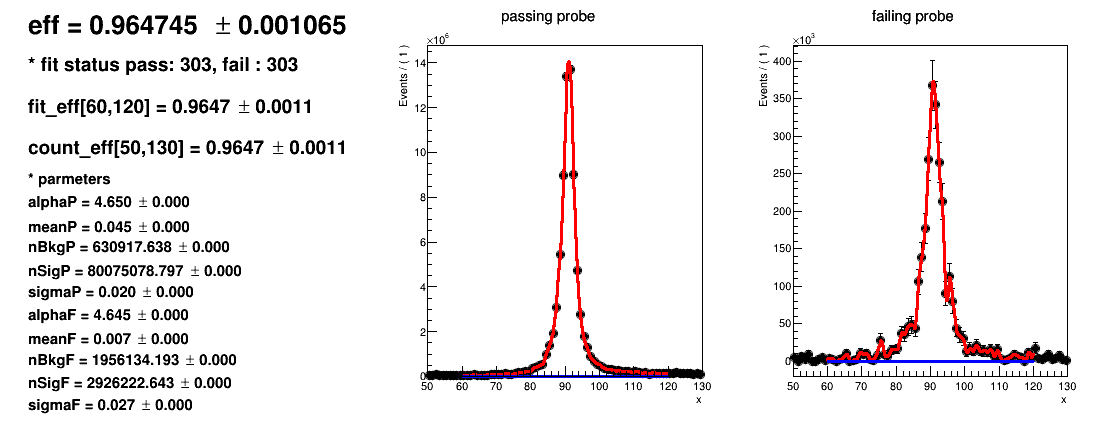 eff = 0.964745 ± 0.001065
* fit status pass: 303, fail : 303
fit_eff[60,120] = 0.9647 ± 0.0011
count_eff[50,130] = 0.9647 ± 0.0011
* parmeters
alphaP = 4.650 ± 0.000
meanP = 0.045 ± 0.000
nBkgP = 630917.638 ± 0.000
nSigP = 80075078.797 ± 0.000
sigmaP = 0.020 ± 0.000
alphaF = 4.645 ± 0.000
meanF = 0.007 ± 0.000
nBkgF = 1956134.193 ± 0.000
nSigF = 2926222.643 ± 0.000
sigmaF = 0.027 ± 0.000
passing probe
×10⁶
Events / ( 1 )
14
12
10
8
6
4
2
0
50 60 70 80 90 100 110 120 130
x
failing probe
×10³
Events / ( 1 )
400
350
300
250
200
150
100
50
0
50 60 70 80 90 100 110 120 130
x